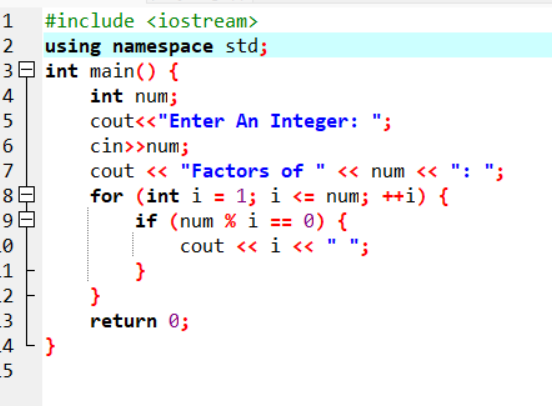 1 #include <iostream>
2 using namespace std;
3 int main() {
4     int num;
5     cout<<"Enter An Integer: ";
6     cin>>num;
7     cout << "Factors of " << num << ": ";
8     for (int i = 1; i <= num; ++i) {
9         if (num % i == 0) {
0             cout << i << " ";
1         }
2     }
3     return 0;
4 }
5